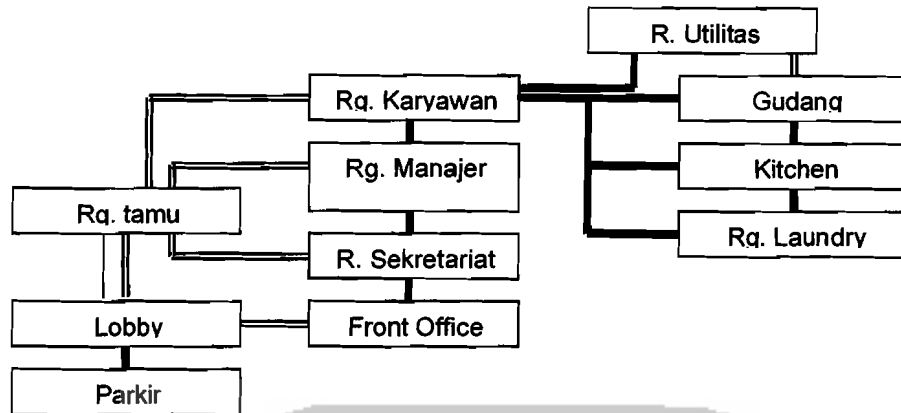 R. Utilitas
Rg. Karyawan
Gudang
Rg. Manajer
Kitchen
Rg. tamu
Rg. Laundry
R. Sekretariat
Lobby
Front Office
Parkir